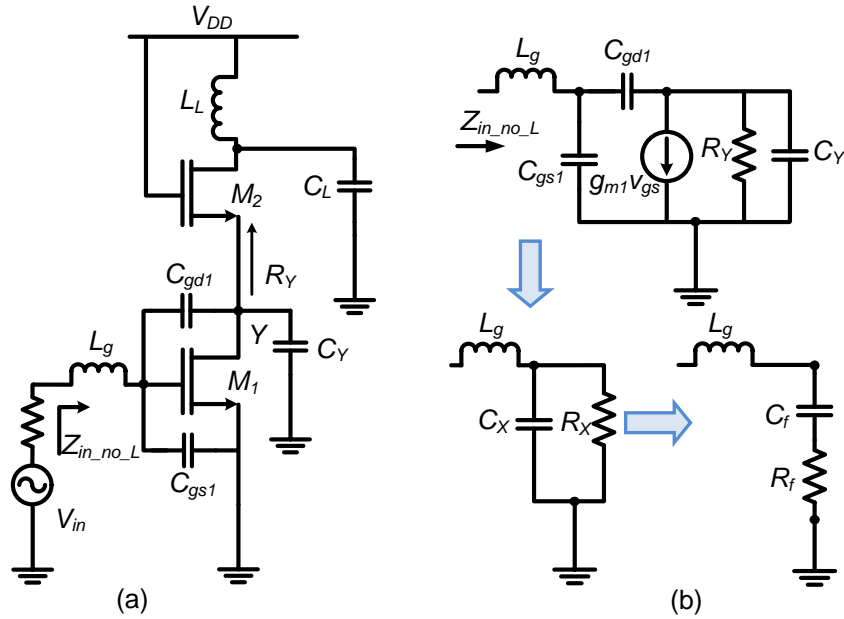 V_DD
L_L
M_2
C_L
C_gd1
R_Y
Y
C_Y
L_g
M_1
Z_in_no_L
C_gs1
V_in
(a)
L_g
C_gd1
Z_in_no_L
C_gs1
g_m1v_gs
R_Y
C_Y
L_g
C_X
R_X
L_g
C_f
R_f
(b)